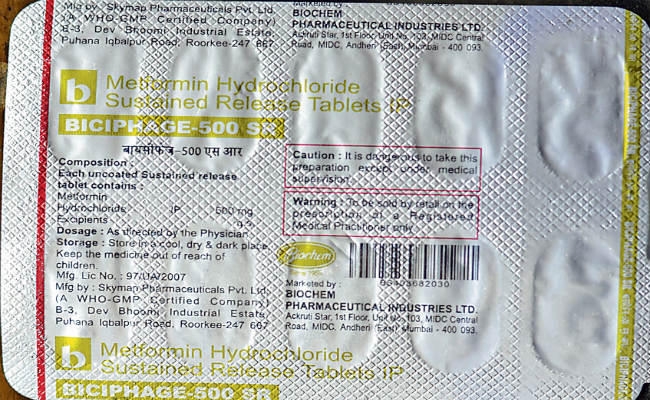 Mfg by : Skymap Pharmaceuticals Pvt. Ltd.
(A WHO-GMP Certified Company)
B-3, Dev Bhoomi Industrial Estate,
Puhana Iqbalpur Road, Roorkee-247 667
Marketed by :
BIOCHEM
PHARMACEUTICAL INDUSTRIES LTD.
Ackruti Star, 1st Floor, Unit No. 103, MIDC Central
Road, MIDC, Andheri (East) Mumbai - 400 093.
b
Metformin Hydrochloride
Sustained Release Tablets IP
BICIPHAGE-500 SR
बायसीफेज-500 एस आर
Composition :
Each uncoated Sustained release
tablet contains :
Metformin
Hydrochloride IP 500 mg
Excipients q.s.
Dosage : As directed by the Physician
Storage : Store in a cool, dry & dark place.
Keep the medicine out of reach of
children.
Mfg. Lic No. : 97/UA/2007
Mfg by : Skymap Pharmaceuticals Pvt. Ltd.
(A WHO-GMP Certified Company)
B-3, Dev Bhoomi Industrial Estate,
Puhana Iqbalpur Road, Roorkee-247 667
Caution : It is dangerous to take this
preparation except under medical
supervision.
Warning : To be sold by retail on the
prescription of a Registered
Medical Practitioner only.
Biochem
Marketed by :
BIOCHEM
PHARMACEUTICAL INDUSTRIES LTD.
Ackruti Star, 1st Floor, Unit No. 103, MIDC Central
Road, MIDC, Andheri (East) Mumbai - 400 093.
b
Metformin Hydrochloride
Sustained Release Tablets IP
BICIPHAGE-500 SR